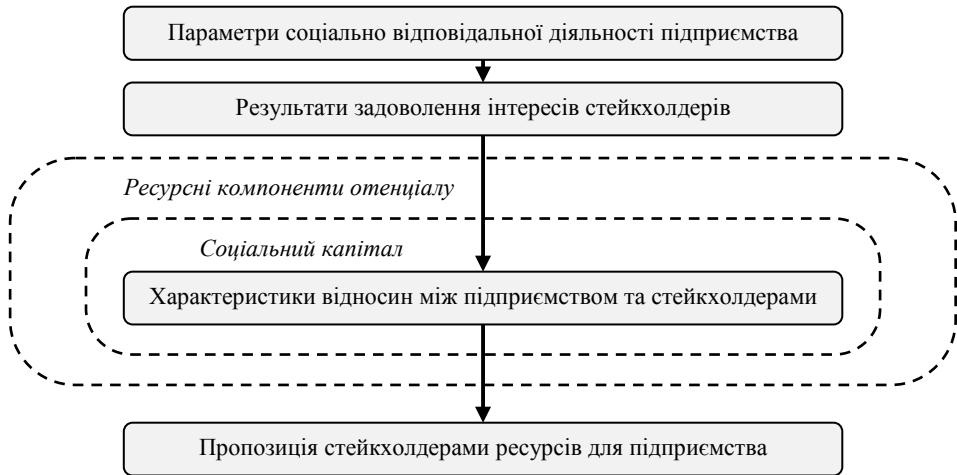 Параметри соціально відповідальної діяльності підприємства
Результати задоволення інтересів стейкхолдерів
Ресурсні компоненти отенціалу
Соціальний капітал
Характеристики відносин між підприємством та стейкхолдерами
Пропозиція стейкхолдерами ресурсів для підприємства